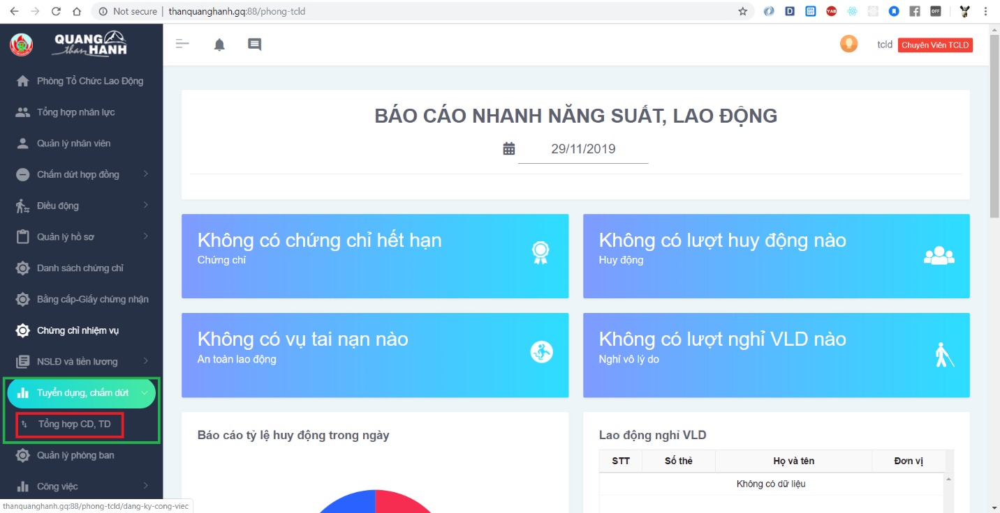 Not secure | thanquanghanh.gq:88/phong-tcld
D
YAB
OFF
QUANG
than HANH
tcld Chuyên Viên TCLD
Phòng Tổ Chức Lao Động
Tổng hợp nhân lực
Quản lý nhân viên
Chấm dứt hợp đồng
Điều động
Quản lý hồ sơ
Danh sách chứng chỉ
Bằng cấp-Giấy chứng nhận
Chứng chỉ nhiệm vụ
NSLĐ và tiền lương
Tuyển dụng, chấm dứt
Tổng hợp CD, TD
Quản lý phòng ban
Công việc
thanquanghanh.gq:88/phong-tcld/dang-ky-cong-viec
BÁO CÁO NHANH NĂNG SUẤT, LAO ĐỘNG
29/11/2019
Không có chứng chỉ hết hạn
Chứng chỉ
Không có lượt huy động nào
Huy động
Không có vụ tai nạn nào
An toàn lao động
Không có lượt nghỉ VLD nào
Nghỉ vô lý do
Báo cáo tỷ lệ huy động trong ngày
Lao động nghỉ VLD
STT Số thẻ Họ và tên Đơn vị
Không có dữ liệu